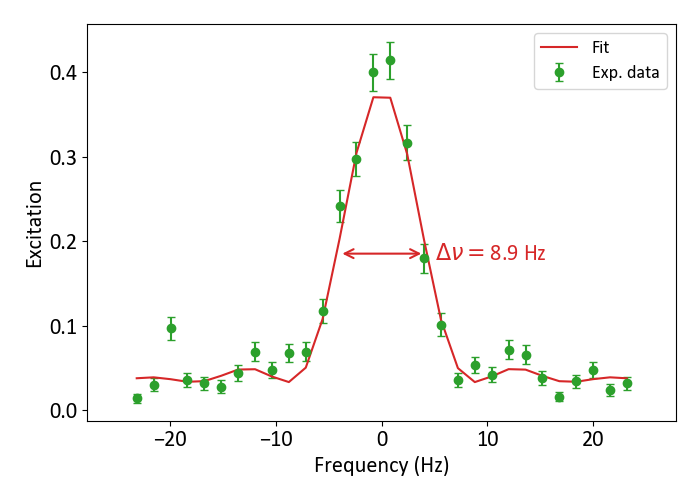 Fit
Exp. data
0.4
0.3
0.2
0.1
0.0
Excitation
Δν = 8.9 Hz
−20
−10
0
10
20
Frequency (Hz)